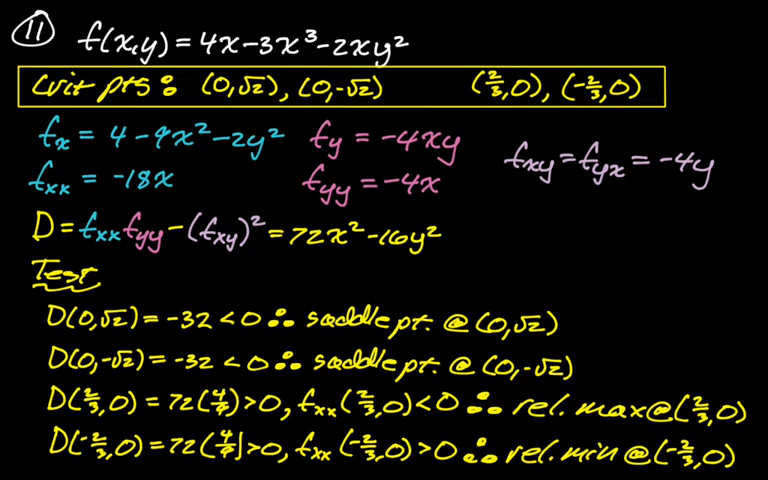 11 f(x,y) = 4x - 3x³ - 2xy²
Crit pts: (0,√2), (0,-√2) (2/3,0), (-2/3,0)
fx = 4 - 9x² - 2y² fy = -4xy fxy = fyx = -4y
fxx = -18x fyy = -4x
D = fxx fyy - (fxy)² = 72x² - 16y²
Test
D(0,√2) = -32 < 0 ∴ saddle pt. @ (0,√2)
D(0,-√2) = -32 < 0 ∴ saddle pt. @ (0,-√2)
D(2/3,0) = 72(4/9) > 0, fxx(2/3,0) < 0 ∴ rel. max @ (2/3,0)
D(-2/3,0) = 72(4/9) > 0, fxx(-2/3,0) > 0 ∴ rel. min @ (-2/3,0)